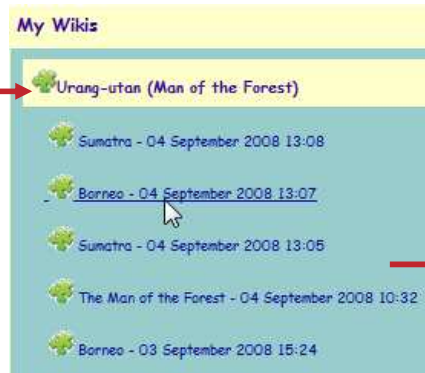 My Wikis
Urang-utan (Man of the Forest)
Sumatra - 04 September 2008 13:08
Borneo - 04 September 2008 13:07
Sumatra - 04 September 2008 13:05
The Man of the Forest - 04 September 2008 10:32
Borneo - 03 September 2008 15:24